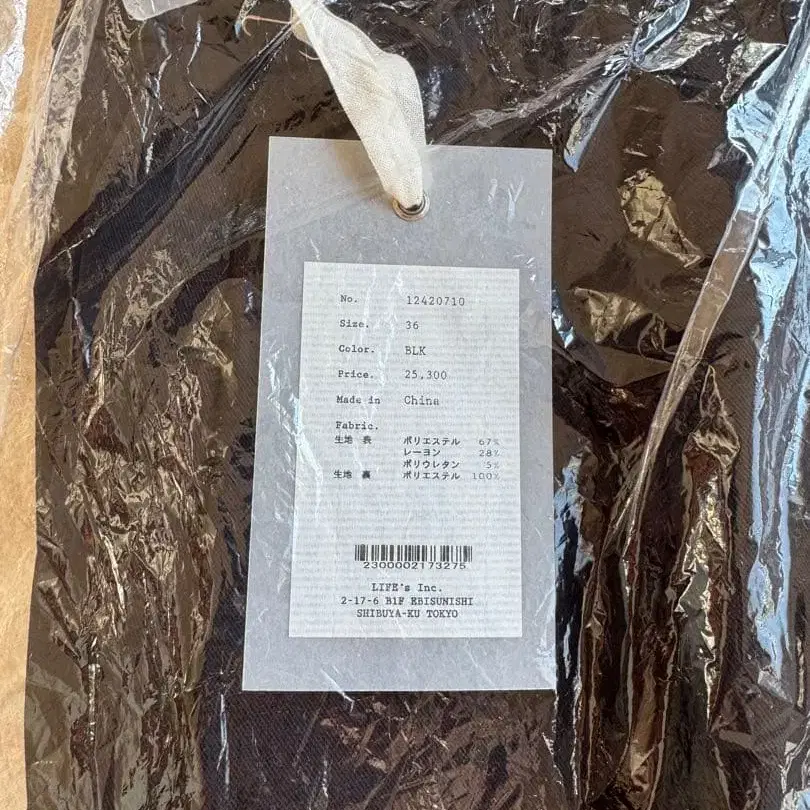 No. 12420710
Size. 36
Color. BLK
Price. 25,300
Made in China
Fabric.
生地 表 ポリエステル 67%
レーヨン 28%
ポリウレタン 5%
生地 裏 ポリエステル 100%
2300002173275
LIFE's Inc.
2-17-6 B1F EBISUNISHI
SHIBUYA-KU TOKYO